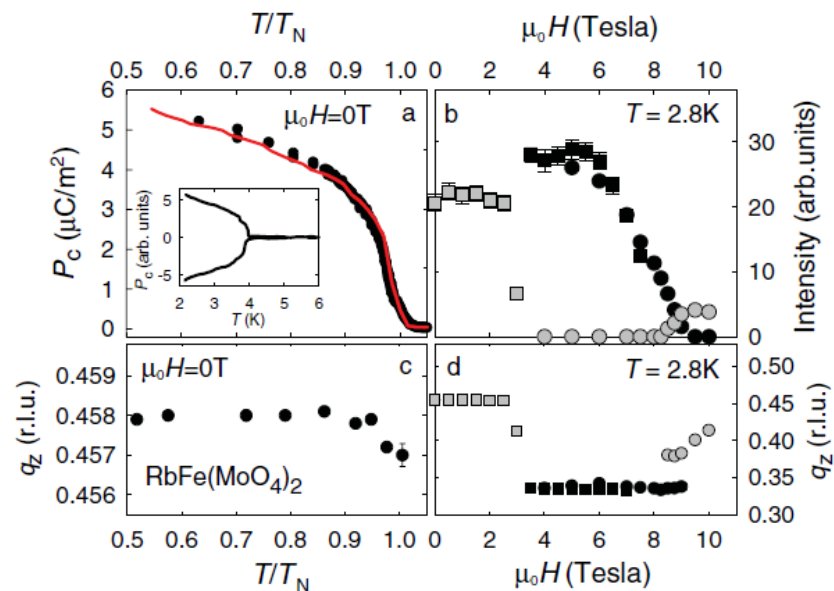 T/T_N
μ₀H (Tesla)
0.5 0.6 0.7 0.8 0.9 1.0
0 2 4 6 8 10
μ₀H=0T a
b T = 2.8K
6
5
4
3
2
1
0
P_c (μC/m²)
5
0
-5
P_c (arb. units)
2 3 4 5 6
T (K)
30
20
10
0
Intensity (arb.units)
μ₀H=0T c
d T = 2.8K
0.459
0.458
0.457
0.456
q_z (r.l.u.)
RbFe(MoO₄)₂
0.50
0.45
0.40
0.35
0.30
q_z (r.l.u.)
0.5 0.6 0.7 0.8 0.9 1.0
0 2 4 6 8 10
T/T_N
μ₀H (Tesla)